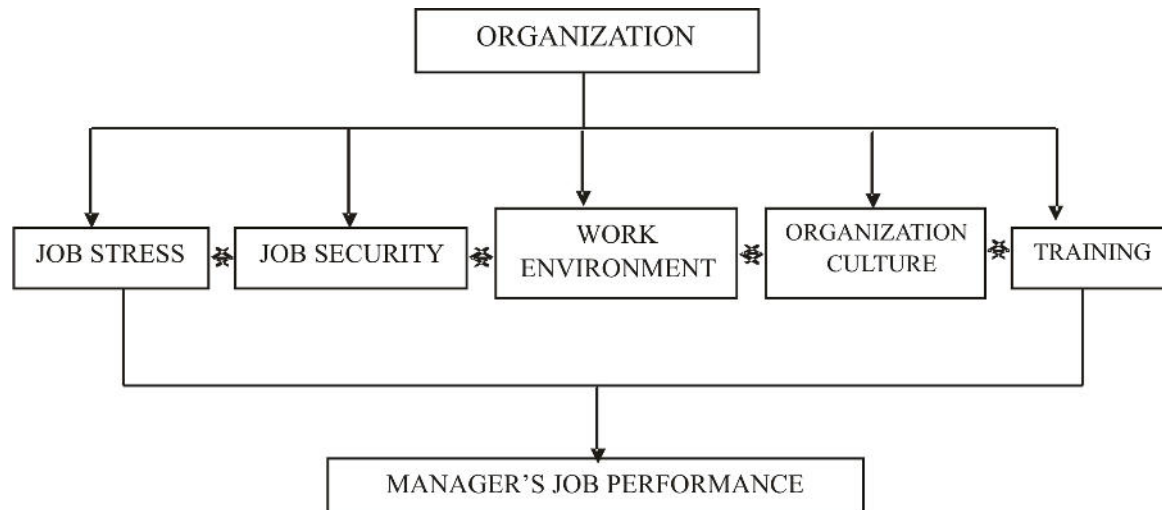 ORGANIZATION
JOB STRESS
JOB SECURITY
WORK
ENVIRONMENT
ORGANIZATION
CULTURE
TRAINING
MANAGER’S JOB PERFORMANCE